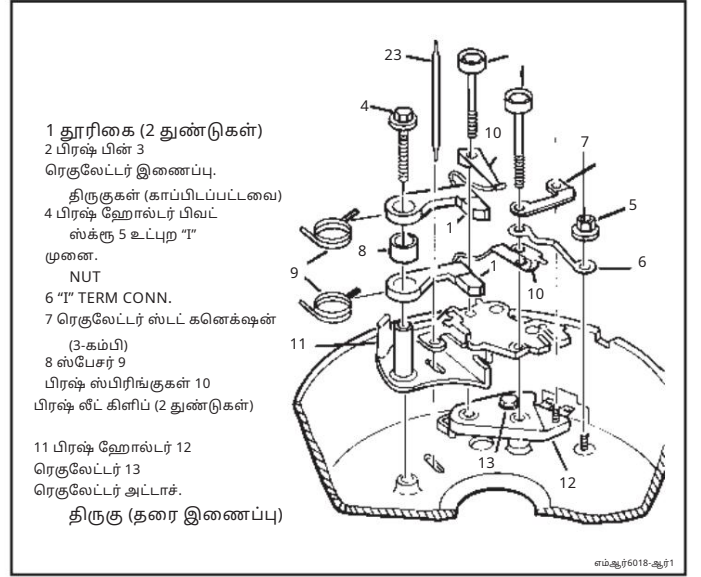 1 தூரிகை (2 துண்டுகள்)
2 பிரஷ் பின் 3
ரெகுலேட்டர் இணைப்பு.
திருகுகள் (காப்பிடப்பட்டவை)
4 பிரஷ் ஹோல்டர் பிவட்
ஸ்க்ரூ 5 உட்புற “I”
முனை.
NUT
6 “I” TERM CONN.
7 ரெகுலேட்டர் ஸ்டட் கனெக்ஷன்
(3-கம்பி)
8 ஸ்பேசர் 9
பிரஷ் ஸ்பிரிங்குகள் 10
பிரஷ் லீட் கிளிப் (2 துண்டுகள்)
11 பிரஷ் ஹோல்டர் 12
ரெகுலேட்டர் 13
ரெகுலேட்டர் அட்டாச்.
திருகு (தரை இணைப்பு)
23
4
10
7
5
1
8
6
1
9
10
11
13
12
எம்ஆர்6018-ஆர்1